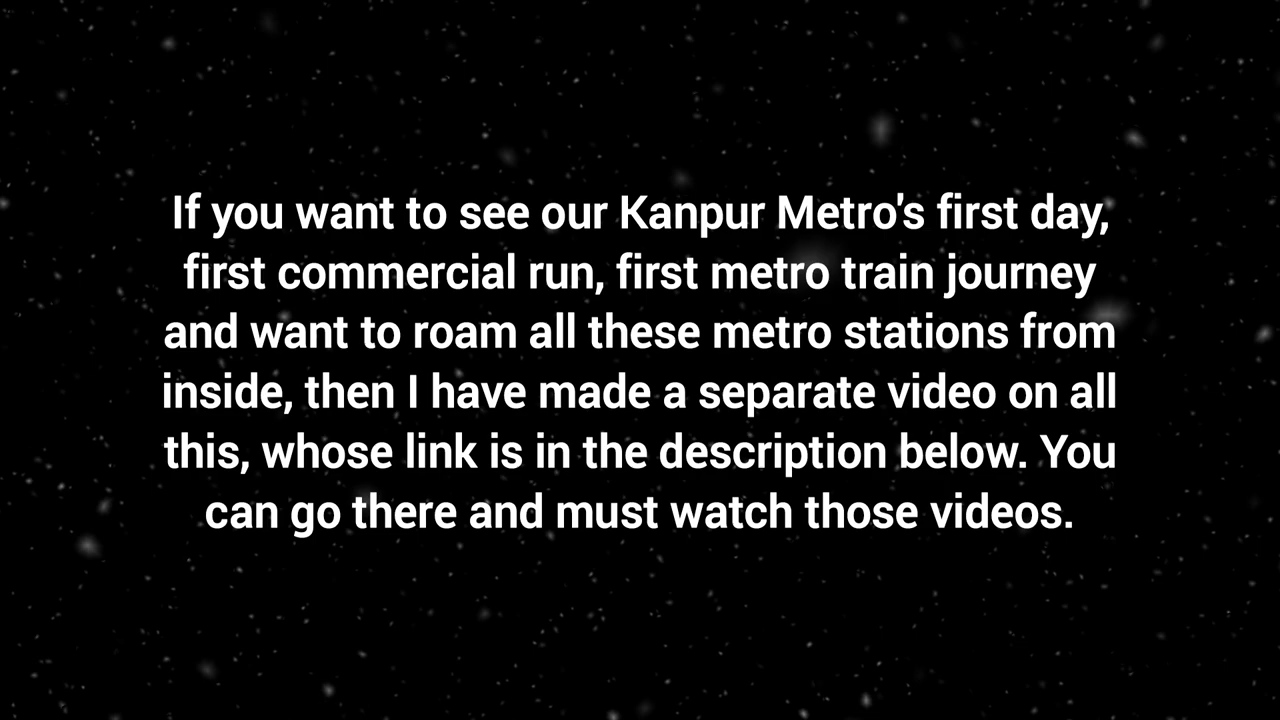 If you want to see our Kanpur Metro's first day,
first commercial run, first metro train journey
and want to roam all these metro stations from
inside, then I have made a separate video on all
this, whose link is in the description below. You
can go there and must watch those videos.